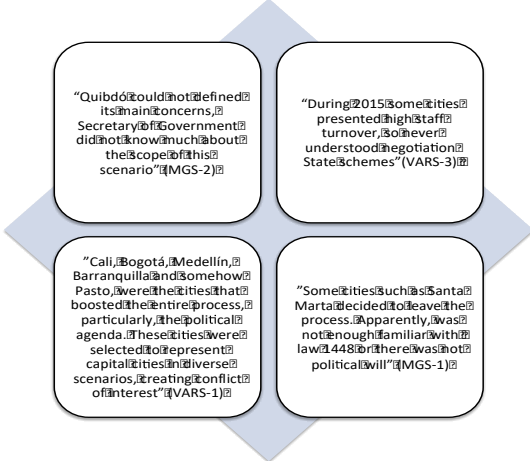 “Quibdó could not defined
its main concerns,
Secretary of Government
did not know much about
the scope of this
scenario” (MGS-2)
“During 2015 some cities
presented high staff
turnover, so never
understood negotiation
State schemes”(VARS-3)
”Cali, Bogotá, Medellín,
Barranquilla and somehow
Pasto, were the cities that
boosted the entire process,
particularly, the political
agenda. These cities were
selected to represent
capital cities in diverse
scenarios, creating conflict
of interest” (VARS-1)
“Some cities such as Santa
Marta decided to leave the
process. Apparently, was
not enough familiar with
law 1448 or there was not
political will” (MGS-1)